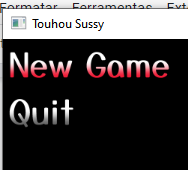 Formatar Ferramentas Ext
Touhou Sussy
New Game
Quit